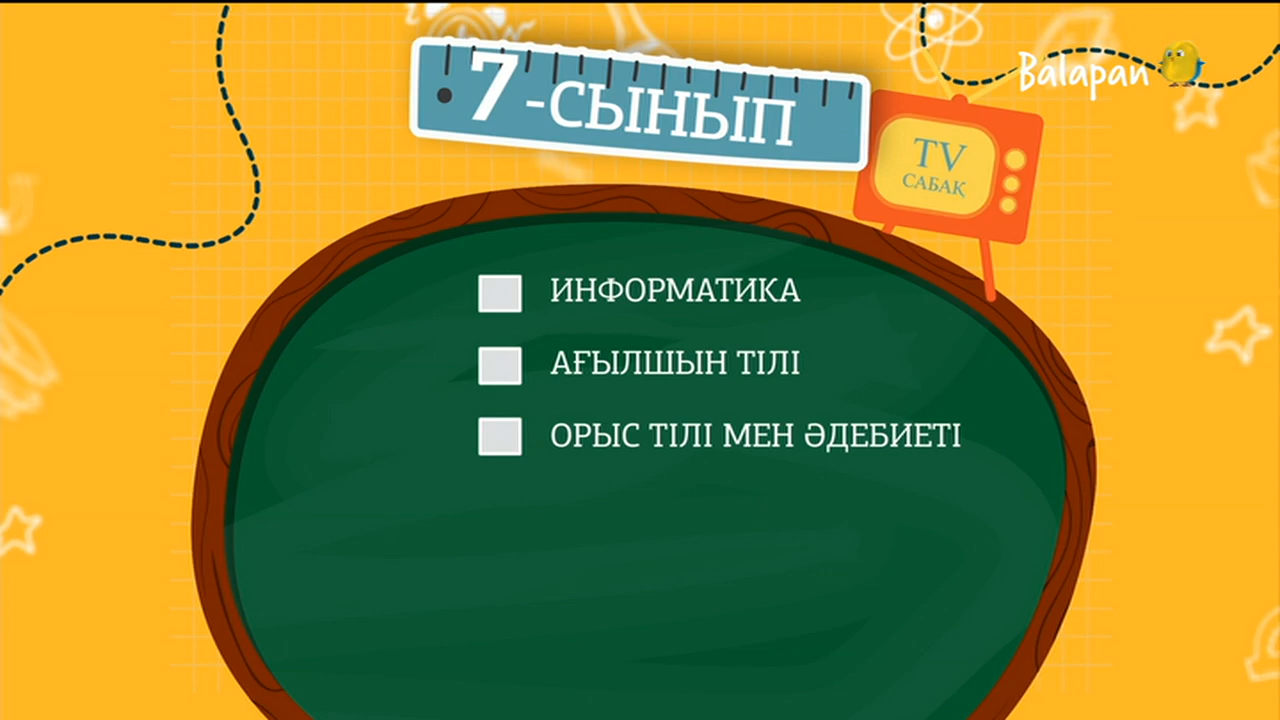 Balapan
7-СЫНЫП
TV
САБАҚ
ИНФОРМАТИКА
АҒЫЛШЫН ТІЛІ
ОРЫС ТІЛІ МЕН ӘДЕБИЕТІ